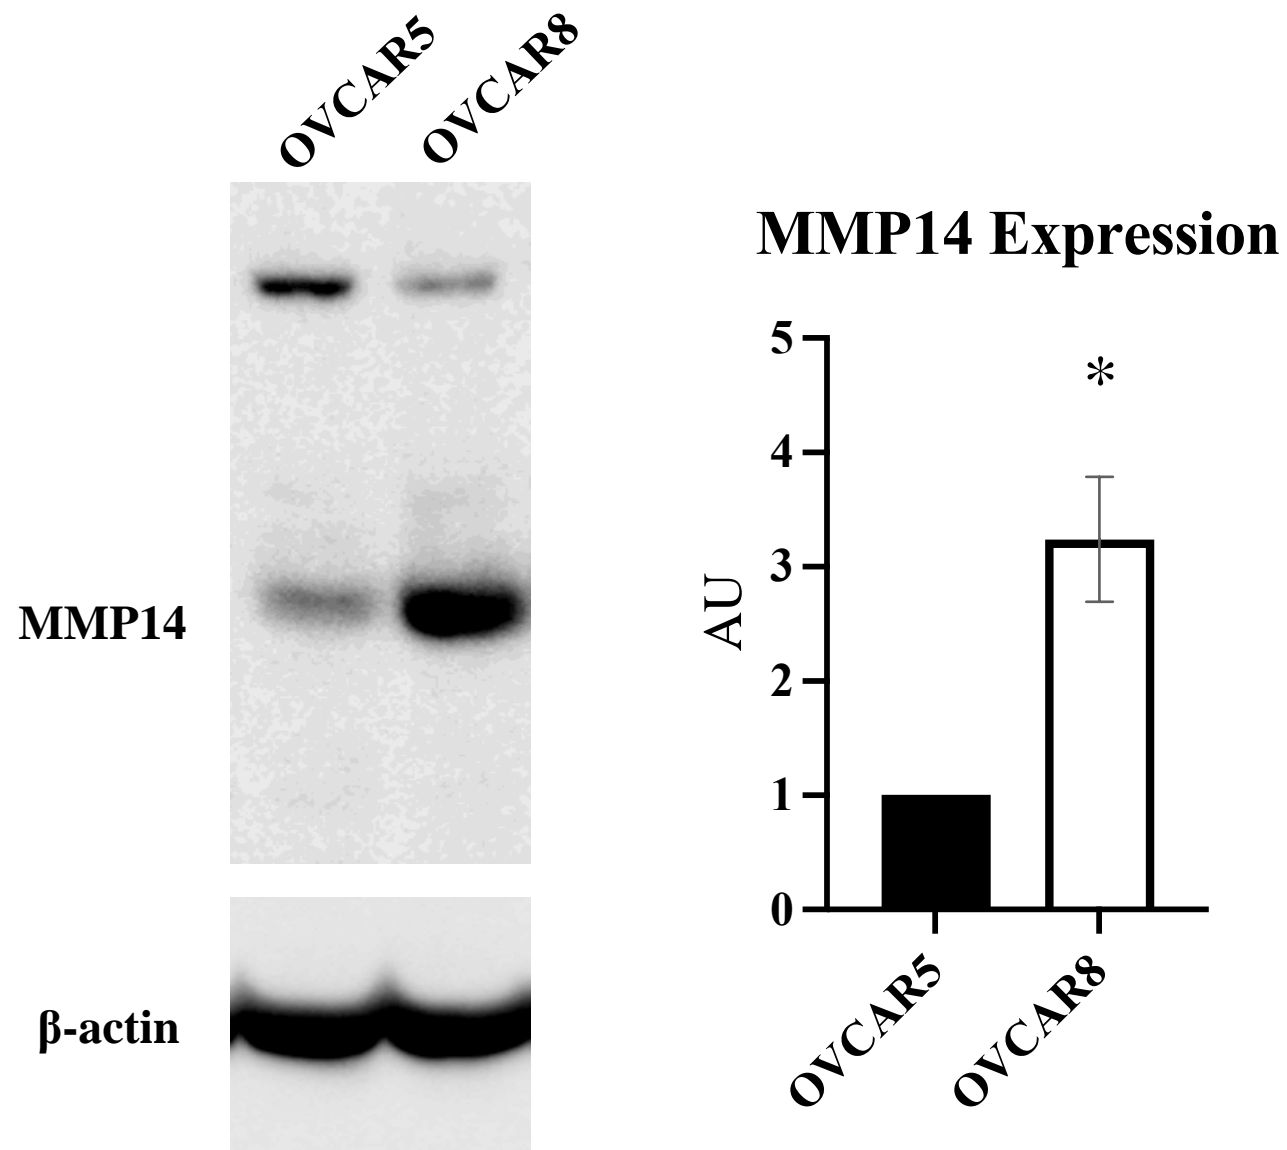 OVCAR5
OVCAR8
MMP14
β-actin
MMP14 Expression
5
4
3
2
1
0
AU
*
OVCAR5
OVCAR8